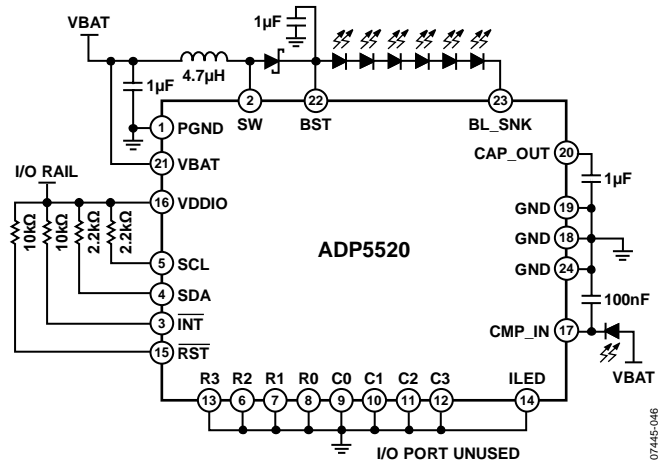 VBAT
1µF
1µF
4.7µH
2
22
23
SW
BST
BL_SNK
1
PGND
CAP_OUT
20
21
VBAT
1µF
I/O RAIL
16
VDDIO
GND
19
10kΩ
10kΩ
2.2kΩ
2.2kΩ
ADP5520
GND
18
5
SCL
GND
24
4
SDA
100nF
3
INT
CMP_IN
17
15
RST
VBAT
R3
R2
R1
R0
C0
C1
C2
C3
ILED
13
6
7
8
9
10
11
12
14
I/O PORT UNUSED
07445-046